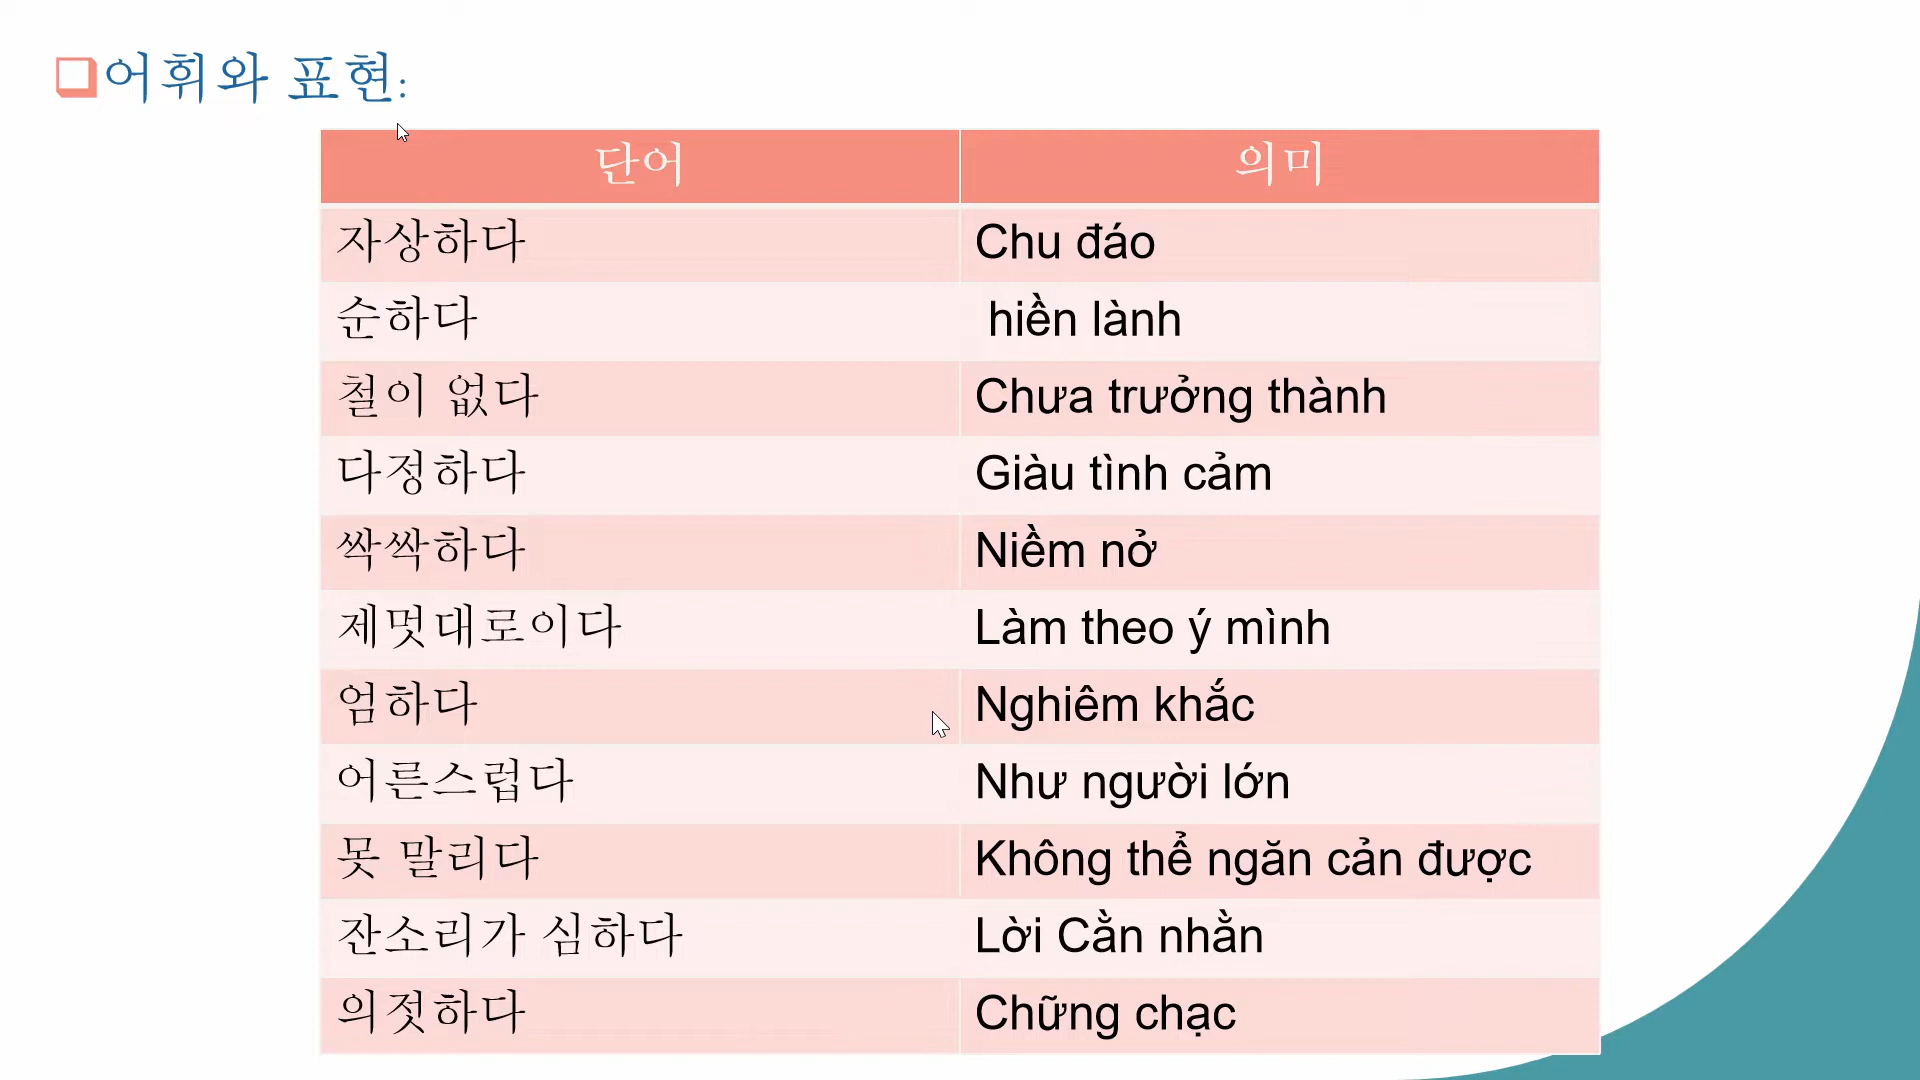 어휘와 표현:
단어 의미
자상하다 Chu đáo
순하다 hiền lành
철이 없다 Chưa trưởng thành
다정하다 Giàu tình cảm
싹싹하다 Niềm nở
제멋대로이다 Làm theo ý mình
엄하다 Nghiêm khắc
어른스럽다 Như người lớn
못 말리다 Không thể ngăn cản được
잔소리가 심하다 Lời Cằn nhằn
의젓하다 Chững chạc